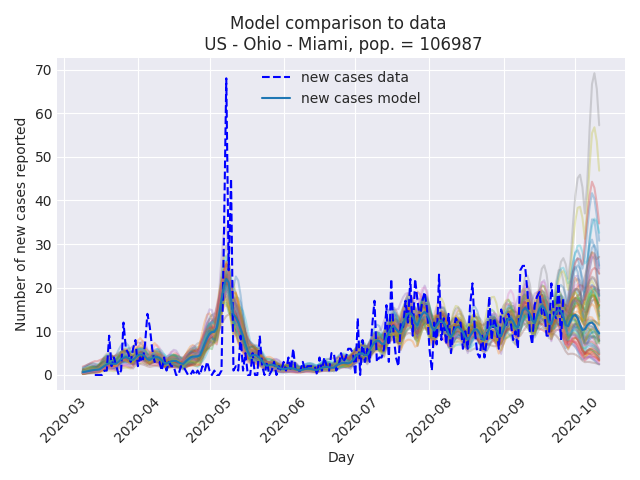 Model comparison to data
US - Ohio - Miami, pop. = 106987
new cases data
new cases model
Number of new cases reported
70
60
50
40
30
20
10
0
2020-03
2020-04
2020-05
2020-06
2020-07
2020-08
2020-09
2020-10
Day